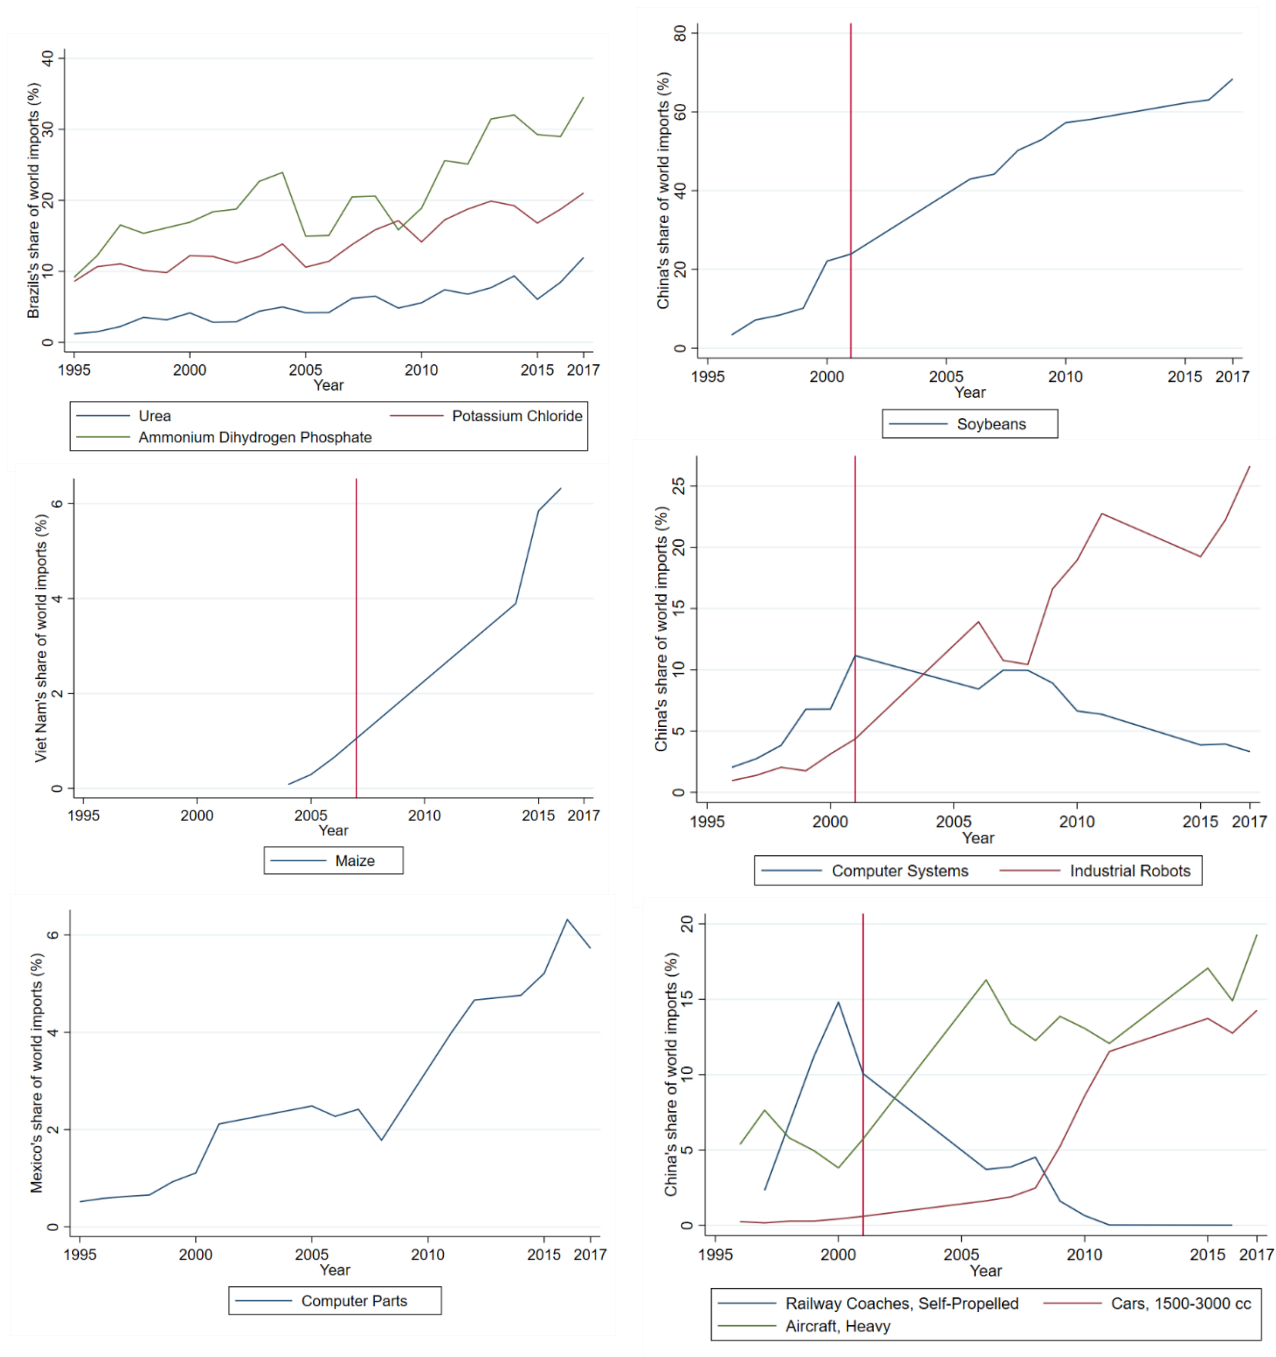 Brazils's share of world imports (%)
40
30
20
10
0
1995 2000 2005 2010 2015 2017
Year
Urea Potassium Chloride
Ammonium Dihydrogen Phosphate
China's share of world imports (%)
80
60
40
20
0
1995 2000 2005 2010 2015 2017
Year
Soybeans
Viet Nam's share of world imports (%)
6
4
2
0
1995 2000 2005 2010 2015 2017
Year
Maize
China's share of world imports (%)
25
20
15
10
5
0
1995 2000 2005 2010 2015 2017
Year
Computer Systems Industrial Robots
Mexico's share of world imports (%)
6
4
2
0
1995 2000 2005 2010 2015 2017
Year
Computer Parts
China's share of world imports (%)
20
15
10
5
0
1995 2000 2005 2010 2015 2017
Year
Railway Coaches, Self-Propelled Cars, 1500-3000 cc
Aircraft, Heavy